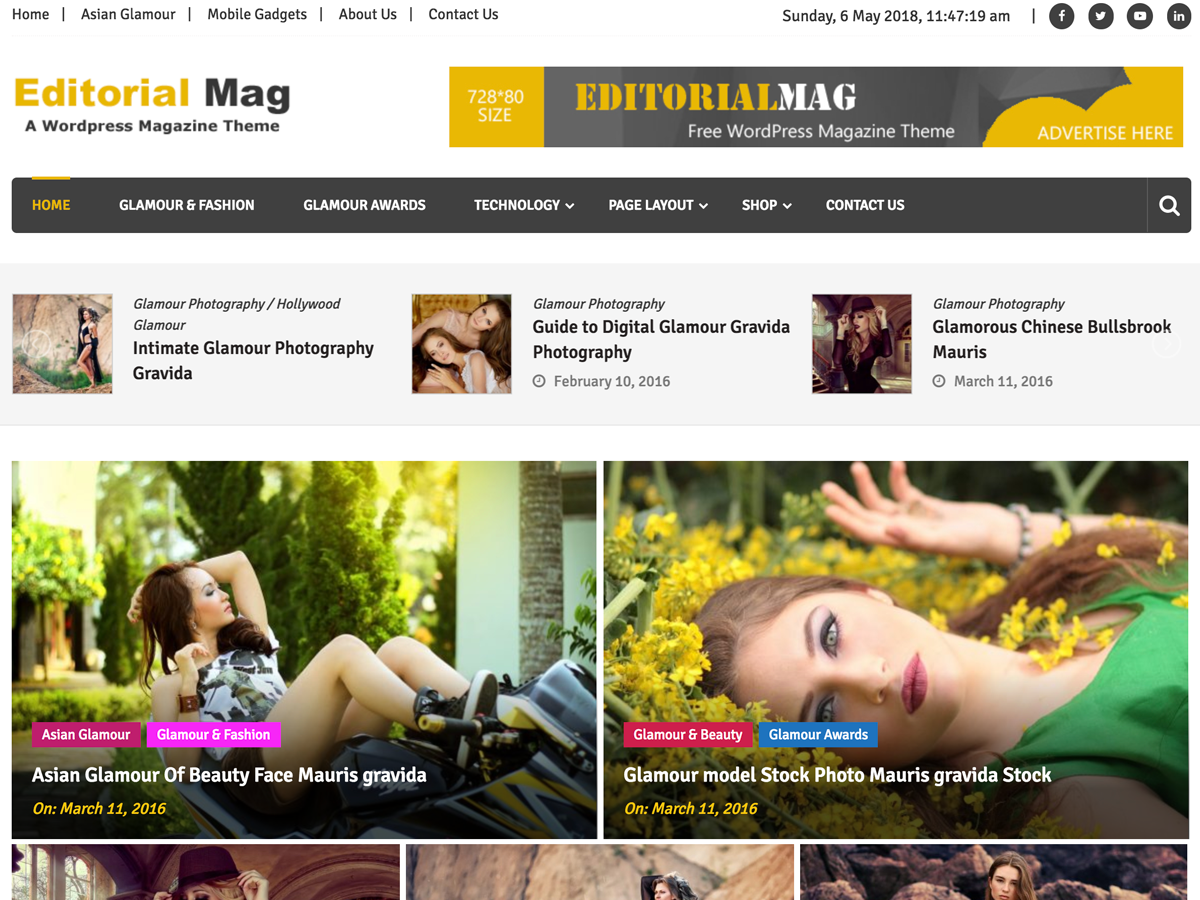 Home | Asian Glamour | Mobile Gadgets | About Us | Contact Us
Sunday, 6 May 2018, 11:47:19 am |
Editorial Mag
A Wordpress Magazine Theme
728*80
SIZE
EDITORIALMAG
Free WordPress Magazine Theme
ADVERTISE HERE
HOME GLAMOUR & FASHION GLAMOUR AWARDS TECHNOLOGY PAGE LAYOUT SHOP CONTACT US
Glamour Photography / Hollywood
Glamour
Intimate Glamour Photography
Gravida
Glamour Photography
Guide to Digital Glamour Gravida
Photography
February 10, 2016
Glamour Photography
Glamorous Chinese Bullsbrook
Mauris
March 11, 2016
Asian Glamour Glamour & Fashion
Asian Glamour Of Beauty Face Mauris gravida
On: March 11, 2016
Glamour & Beauty Glamour Awards
Glamour model Stock Photo Mauris gravida Stock
On: March 11, 2016